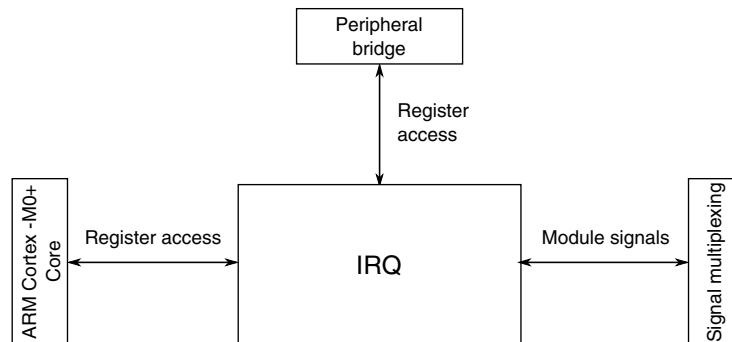 Peripheral
bridge
Register
access
ARM Cortex -M0+
Core
Register access
IRQ
Module signals
Signal multiplexing